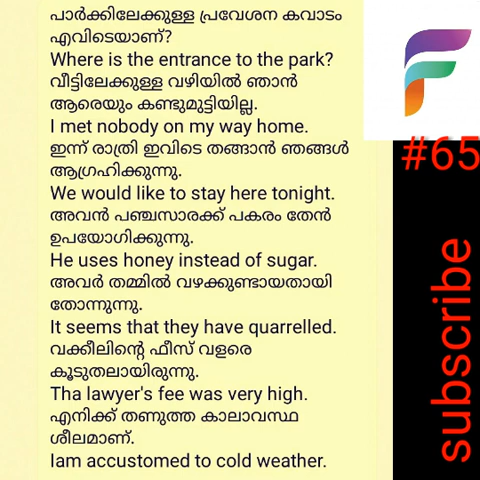 പാർക്കിലേക്കുള്ള പ്രവേശന കവാടം
എവിടെയാണ്?
Where is the entrance to the park?
വീട്ടിലേക്കുള്ള വഴിയിൽ ഞാൻ
ആരെയും കണ്ടുമുട്ടിയില്ല.
I met nobody on my way home.
ഇന്ന് രാത്രി ഇവിടെ തങ്ങാൻ ഞങ്ങൾ
ആഗ്രഹിക്കുന്നു.
We would like to stay here tonight.
അവൻ പഞ്ചസാരക്ക് പകരം തേൻ
ഉപയോഗിക്കുന്നു.
He uses honey instead of sugar.
അവർ തമ്മിൽ വഴക്കുണ്ടായതായി
തോന്നുന്നു.
It seems that they have quarrelled.
വക്കീലിന്റെ ഫീസ് വളരെ
കൂടുതലായിരുന്നു.
Tha lawyer's fee was very high.
എനിക്ക് തണുത്ത കാലാവസ്ഥ
ശീലമാണ്.
Iam accustomed to cold weather.
#65
subscribe